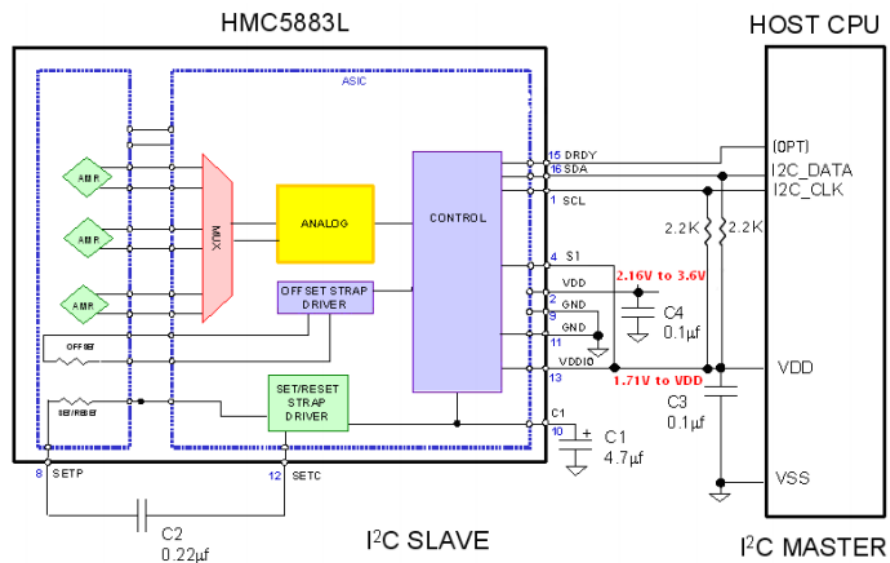 HMC5883L
HOST CPU
ASIC
AMR
AMR
AMR
MUX
ANALOG
CONTROL
OFFSET STRAP
DRIVER
OFFSET
SET/RESET
SET/RESET
STRAP
DRIVER
15 DRDY
16 SDA
1 SCL
4 S1
VDD
2
GND
9
GND
11
VDDIO
13
C1
10
2.16V to 3.6V
1.71V to VDD
2.2K
2.2K
C4
0.1µf
C3
0.1µf
+
C1
4.7µf
(OPT)
I2C_DATA
I2C_CLK
VDD
VSS
8 SETP
12 SETC
C2
0.22µf
I²C SLAVE
I²C MASTER